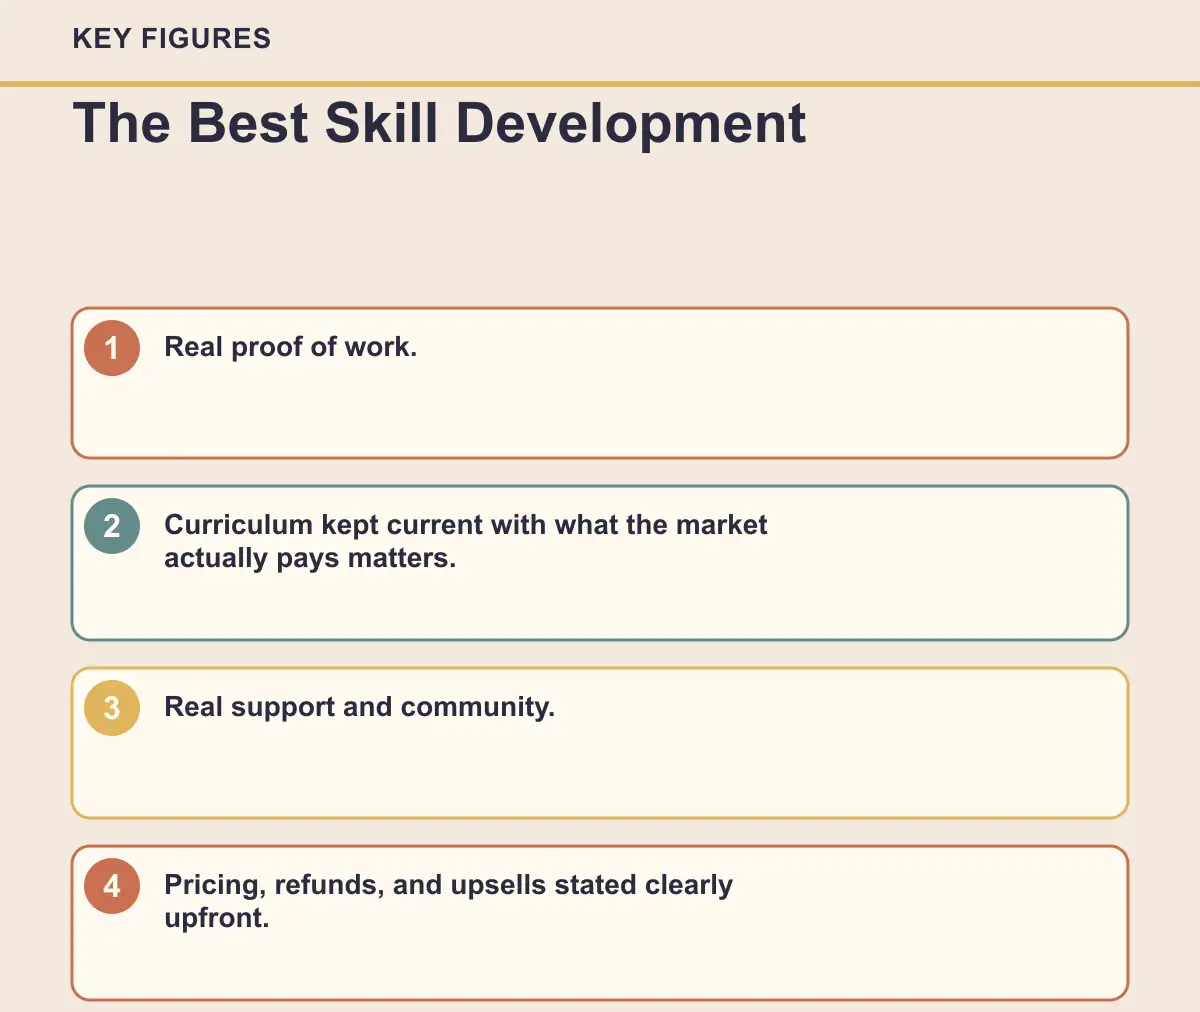 KEY FIGURES
The Best Skill Development
1
Real proof of work.
2
Curriculum kept current with what the market
actually pays matters.
3
Real support and community.
4
Pricing, refunds, and upsells stated clearly
upfront.